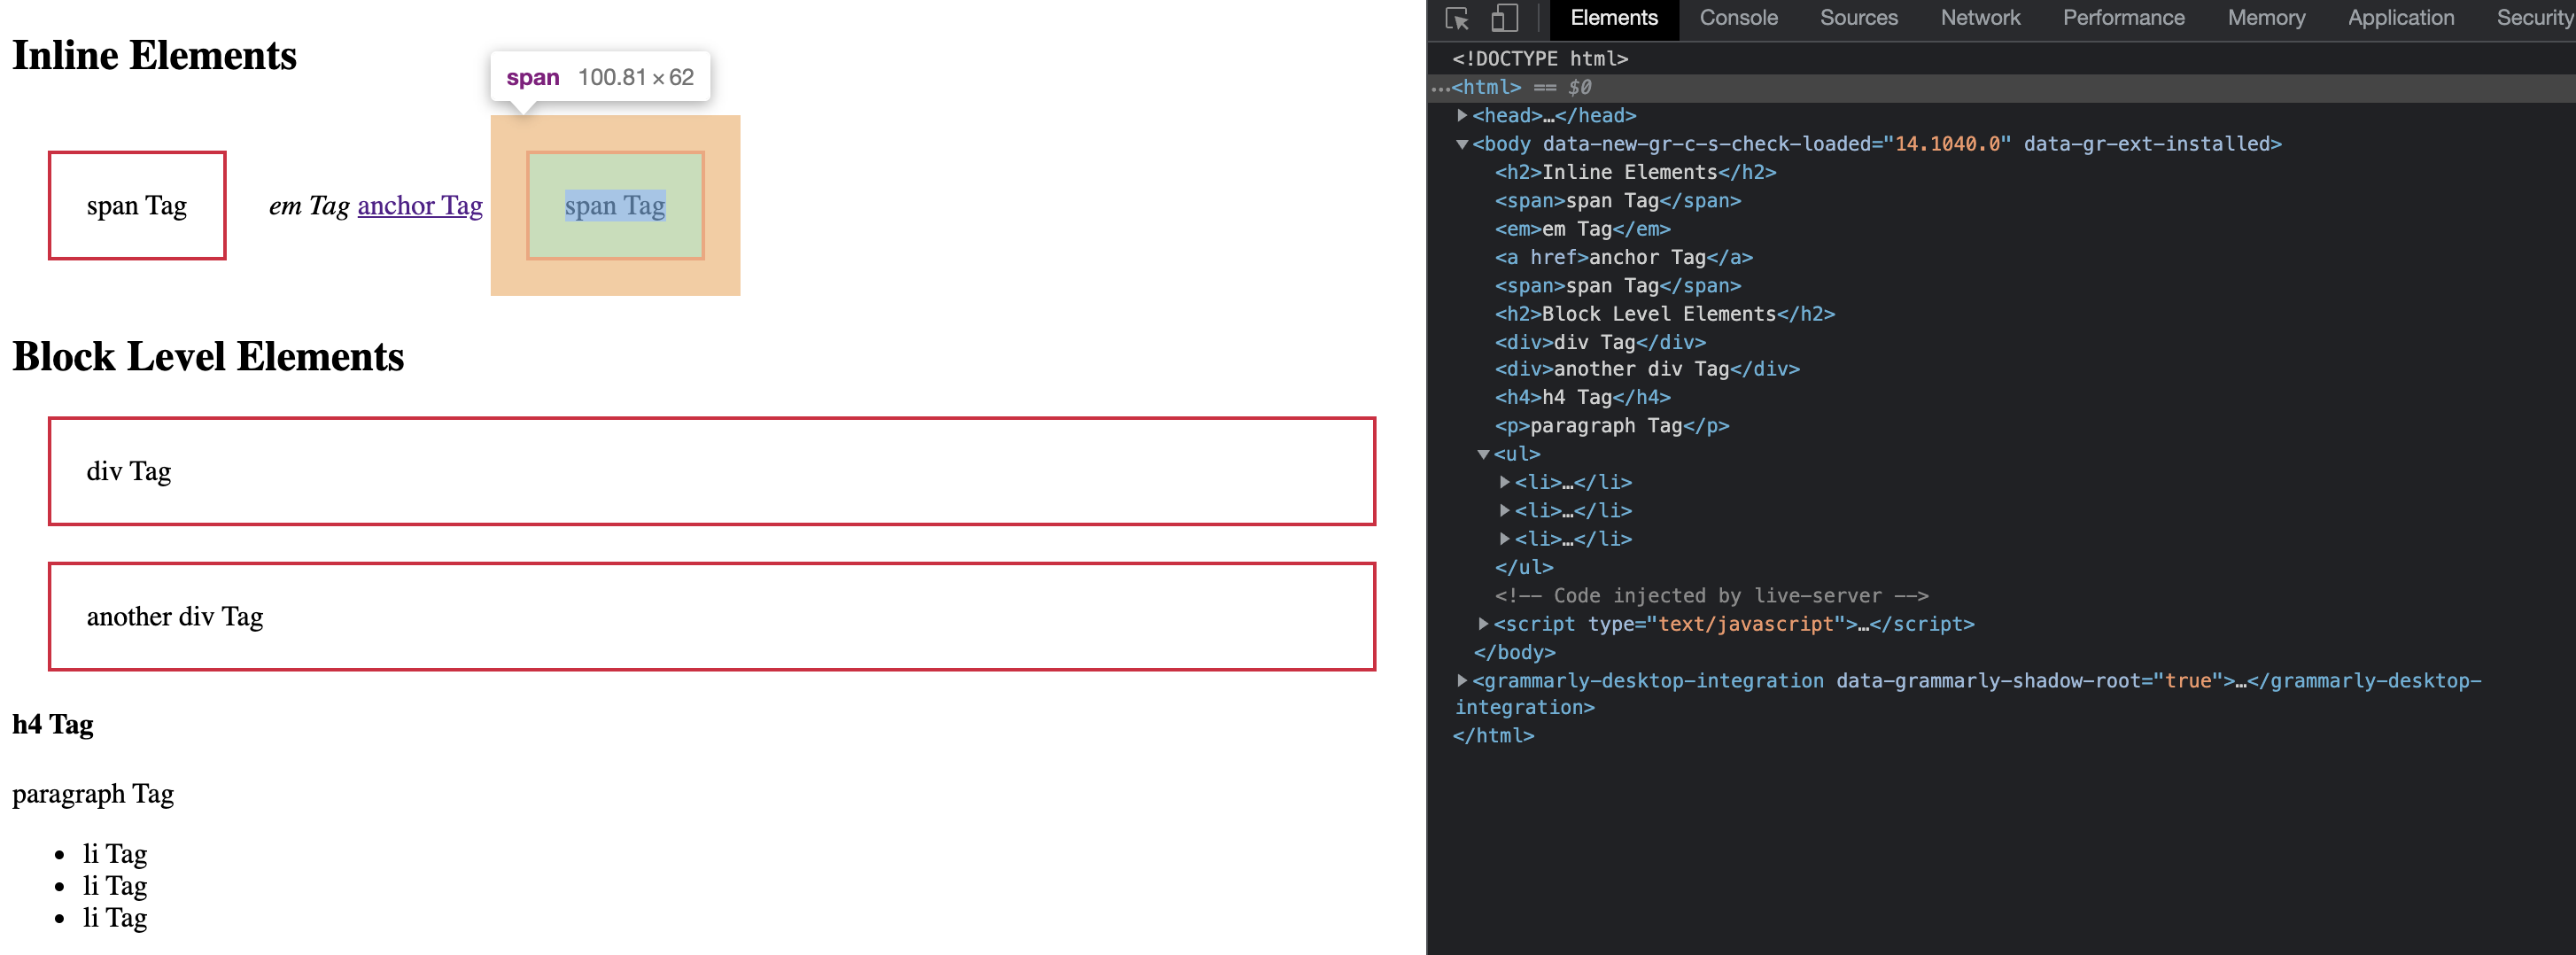 Inline Elements
span 100.81 × 62
span Tag em Tag anchor Tag span Tag
Block Level Elements
div Tag
another div Tag
h4 Tag
paragraph Tag
• li Tag
• li Tag
• li Tag
Elements Console Sources Network Performance Memory Application Security
<!DOCTYPE html>
…<html> == $0
<head>…</head>
<body data-new-gr-c-s-check-loaded="14.1040.0" data-gr-ext-installed>
<h2>Inline Elements</h2>
<span>span Tag</span>
<em>em Tag</em>
<a href>anchor Tag</a>
<span>span Tag</span>
<h2>Block Level Elements</h2>
<div>div Tag</div>
<div>another div Tag</div>
<h4>h4 Tag</h4>
<p>paragraph Tag</p>
<ul>
<li>…</li>
<li>…</li>
<li>…</li>
</ul>
<!-- Code injected by live-server -->
<script type="text/javascript">…</script>
</body>
<grammarly-desktop-integration data-grammarly-shadow-root="true">…</grammarly-desktop-
integration>
</html>